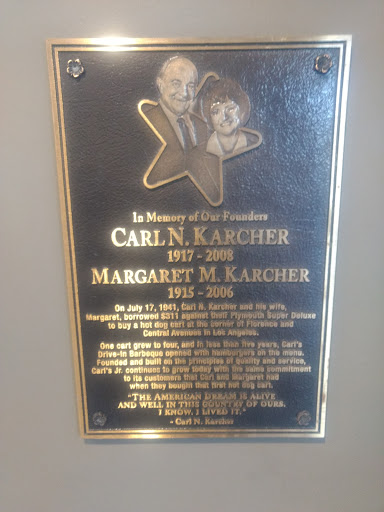 In Memory of Our Founders
CARL N. KARCHER
1917 - 2008
MARGARET M. KARCHER
1915 - 2006
On July 17, 1941, Carl N. Karcher and his wife,
Margaret, borrowed $311 against their Plymouth Super Deluxe
to buy a hot dog cart at the corner of Florence and
Central Avenues in Los Angeles.
One cart grew to four, and in less than five years, Carl's
Drive-In Barbeque opened with hamburgers on the menu.
Founded and built on the principles of quality and service,
Carl's Jr. continues to grow today with the same commitment
to its customers that Carl and Margaret had
when they bought that first hot dog cart.
"THE AMERICAN DREAM IS ALIVE
AND WELL IN THIS COUNTRY OF OURS.
I KNOW. I LIVED IT."
- Carl N. Karcher